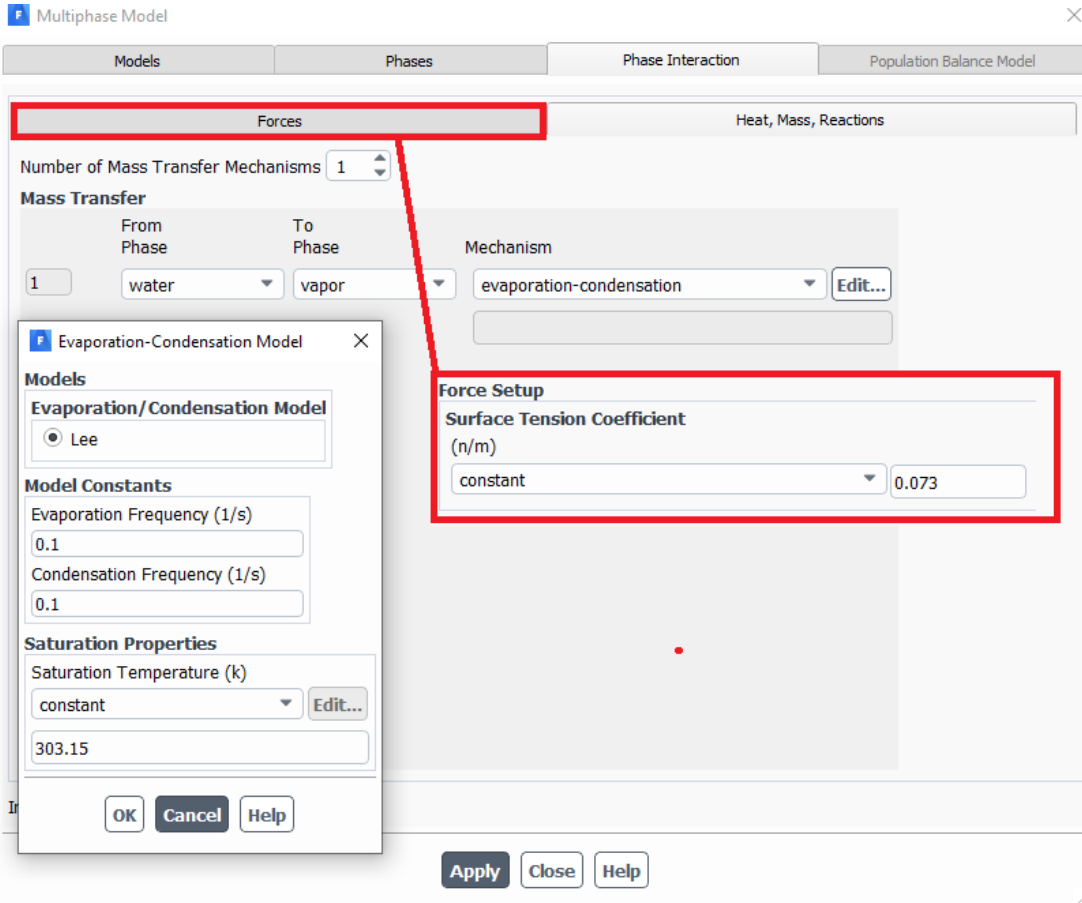 F Multiphase Model
Models Phases Phase Interaction Population Balance Model
Forces Heat, Mass, Reactions
Number of Mass Transfer Mechanisms 1
Mass Transfer
From Phase To Phase Mechanism
1 water vapor evaporation-condensation Edit...
F Evaporation-Condensation Model
Models
Evaporation/Condensation Model
Lee
Model Constants
Evaporation Frequency (1/s)
0.1
Condensation Frequency (1/s)
0.1
Saturation Properties
Saturation Temperature (k)
constant Edit...
303.15
OK Cancel Help
Force Setup
Surface Tension Coefficient
(n/m)
constant 0.073
Apply Close Help